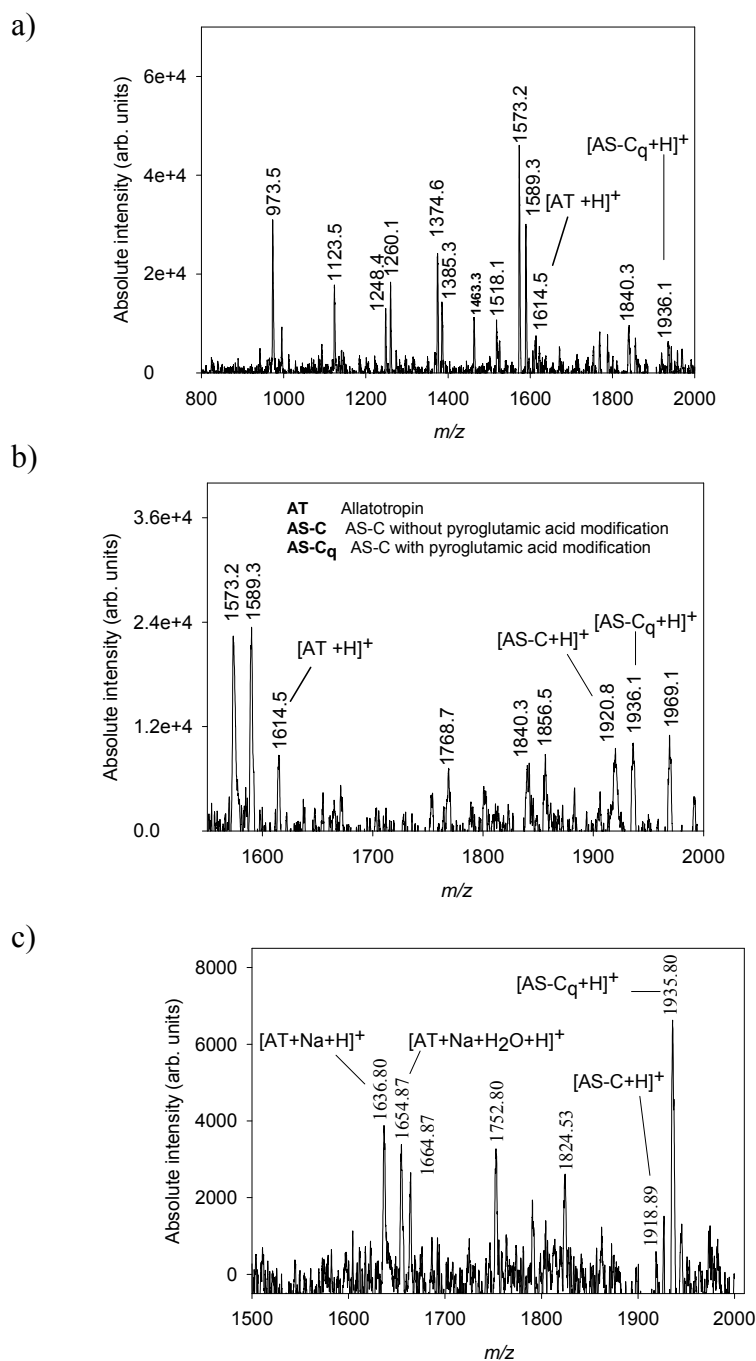 a)
6e+4
4e+4
2e+4
0
Absolute intensity (arb. units)
973.5
1123.5
1248.4
1260.1
1374.6
1385.3
1463.3
1518.1
1573.2
1589.3
[AT +H]+
1614.5
1840.3
[AS-Cq+H]+
1936.1
800 1000 1200 1400 1600 1800 2000
m/z
b)
3.6e+4
2.4e+4
1.2e+4
0.0
Absolute intensity (arb. units)
AT Allatotropin
AS-C AS-C without pyroglutamic acid modification
AS-Cq AS-C with pyroglutamic acid modification
1573.2
1589.3
[AT +H]+
1614.5
1768.7
1840.3
1856.5
[AS-C+H]+
1920.8
[AS-Cq+H]+
1936.1
1969.1
1600 1700 1800 1900 2000
m/z
c)
8000
6000
4000
2000
0
Absolute intensity (arb. units)
[AT+Na+H]+
1636.80
[AT+Na+H2O+H]+
1654.87
1664.87
1752.80
1824.53
[AS-C+H]+
1918.89
[AS-Cq+H]+
1935.80
1500 1600 1700 1800 1900 2000
m/z